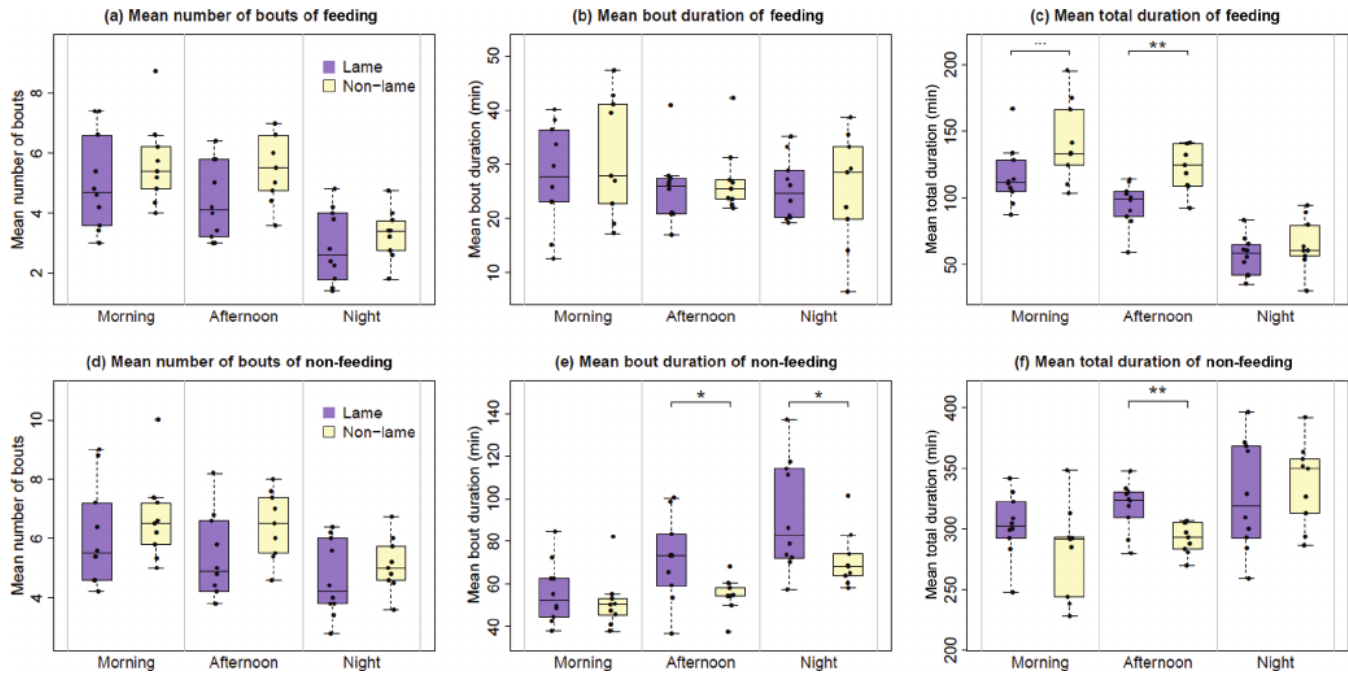 (a) Mean number of bouts of feeding
Mean number of bouts
8
6
4
2
Lame
Non−lame
Morning Afternoon Night
(b) Mean bout duration of feeding
Mean bout duration (min)
50
40
30
20
10
Morning Afternoon Night
(c) Mean total duration of feeding
Mean total duration (min)
200
150
100
50
...
**
Morning Afternoon Night
(d) Mean number of bouts of non-feeding
Mean number of bouts
10
8
6
4
Lame
Non−lame
Morning Afternoon Night
(e) Mean bout duration of non-feeding
Mean bout duration (min)
140
120
100
80
60
40
*
*
Morning Afternoon Night
(f) Mean total duration of non-feeding
Mean total duration (min)
400
350
300
250
200
**
Morning Afternoon Night